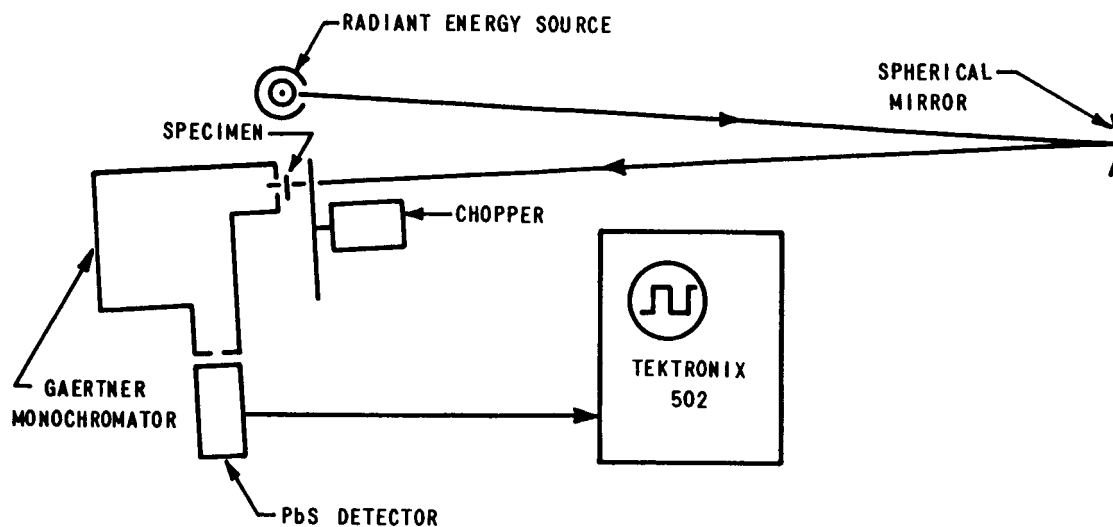 RADIANT ENERGY SOURCE
SPHERICAL
MIRROR
SPECIMEN
CHOPPER
TEKTRONIX
502
GAERTNER
MONOCHROMATOR
PbS DETECTOR